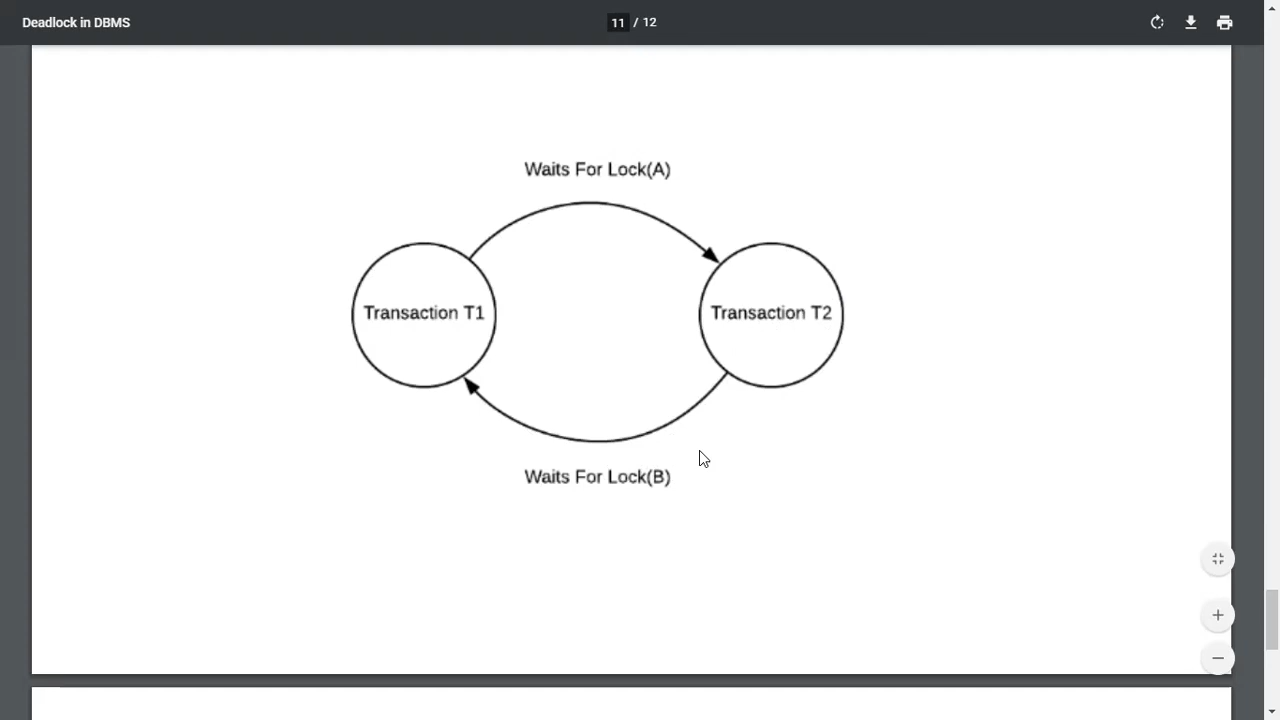 Deadlock in DBMS
11 / 12
Waits For Lock(A)
Transaction T1
Transaction T2
Waits For Lock(B)